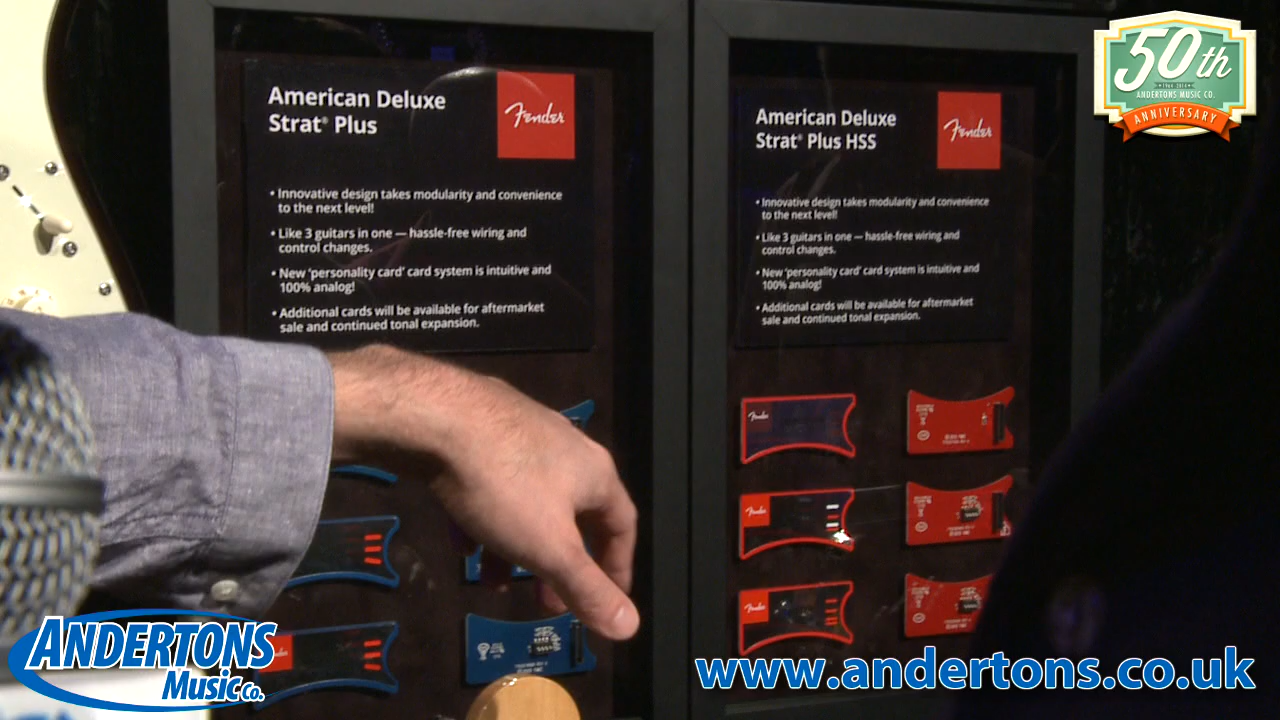 American Deluxe
Strat® Plus
Fender
• Innovative design takes modularity and convenience
to the next level!
• Like 3 guitars in one — hassle-free wiring and
control changes.
• New ‘personality card’ card system is intuitive and
100% analog!
• Additional cards will be available for aftermarket
sale and continued tonal expansion.
American Deluxe
Strat® Plus HSS
Fender
• Innovative design takes modularity and convenience
to the next level!
• Like 3 guitars in one — hassle-free wiring and
control changes.
• New ‘personality card’ card system is intuitive and
100% analog!
• Additional cards will be available for aftermarket
sale and continued tonal expansion.
50th
ANDERTONS MUSIC CO.
ANNIVERSARY
Fender
Fender
Fender
ANDERTONS
Music Co.
www.andertons.co.uk